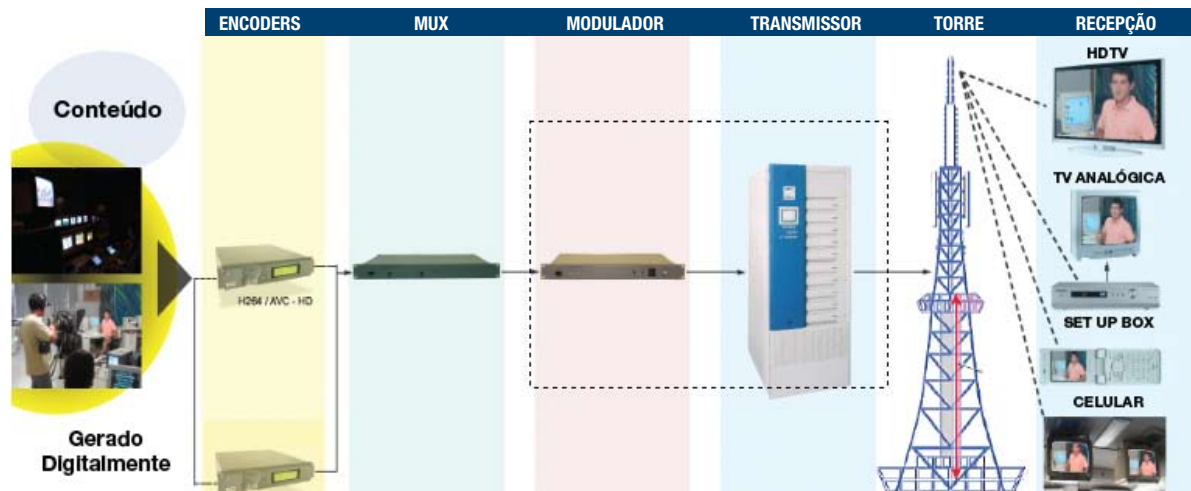 ENCODERS
MUX
MODULADOR
TRANSMISSOR
TORRE
RECEPÇÃO
Conteúdo
Gerado
Digitalmente
H264 / AVC - HD
HDTV
TV ANALÓGICA
SET UP BOX
CELULAR